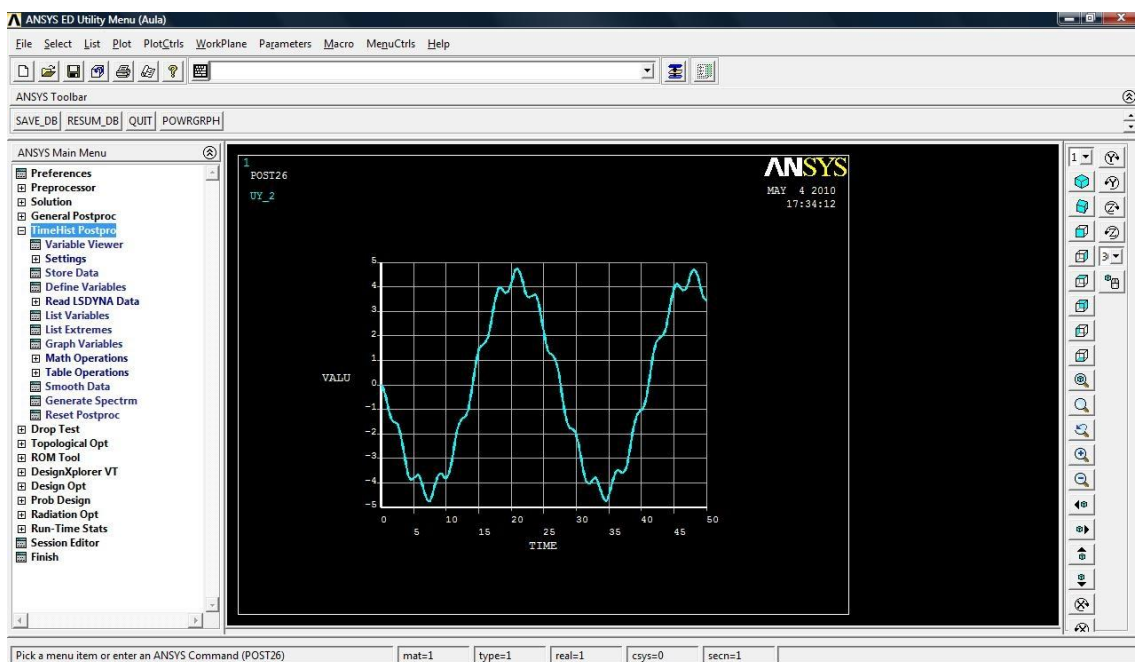 ANSYS ED Utility Menu (Aula)
File Select List Plot PlotCtrls WorkPlane Parameters Macro MenuCtrls Help
ANSYS Toolbar
SAVE_DB RESUM_DB QUIT POWRGRPH
ANSYS Main Menu
Preferences
Preprocessor
Solution
General Postproc
TimeHist Postpro
Variable Viewer
Settings
Store Data
Define Variables
Read LSDYNA Data
List Variables
List Extremes
Graph Variables
Math Operations
Table Operations
Smooth Data
Generate Spectrm
Reset Postproc
Drop Test
Topological Opt
ROM Tool
DesignXplorer VT
Design Opt
Prob Design
Radiation Opt
Run-Time Stats
Session Editor
Finish
1
POST26
UY_2
ANSYS
MAY 4 2010
17:34:12
5
4
3
2
1
0
-1
-2
-3
-4
-5
VALU
0 10 20 30 40 50
5 15 25 35 45
TIME
1
3
Pick a menu item or enter an ANSYS Command (POST26) mat=1 type=1 real=1 csys=0 secn=1